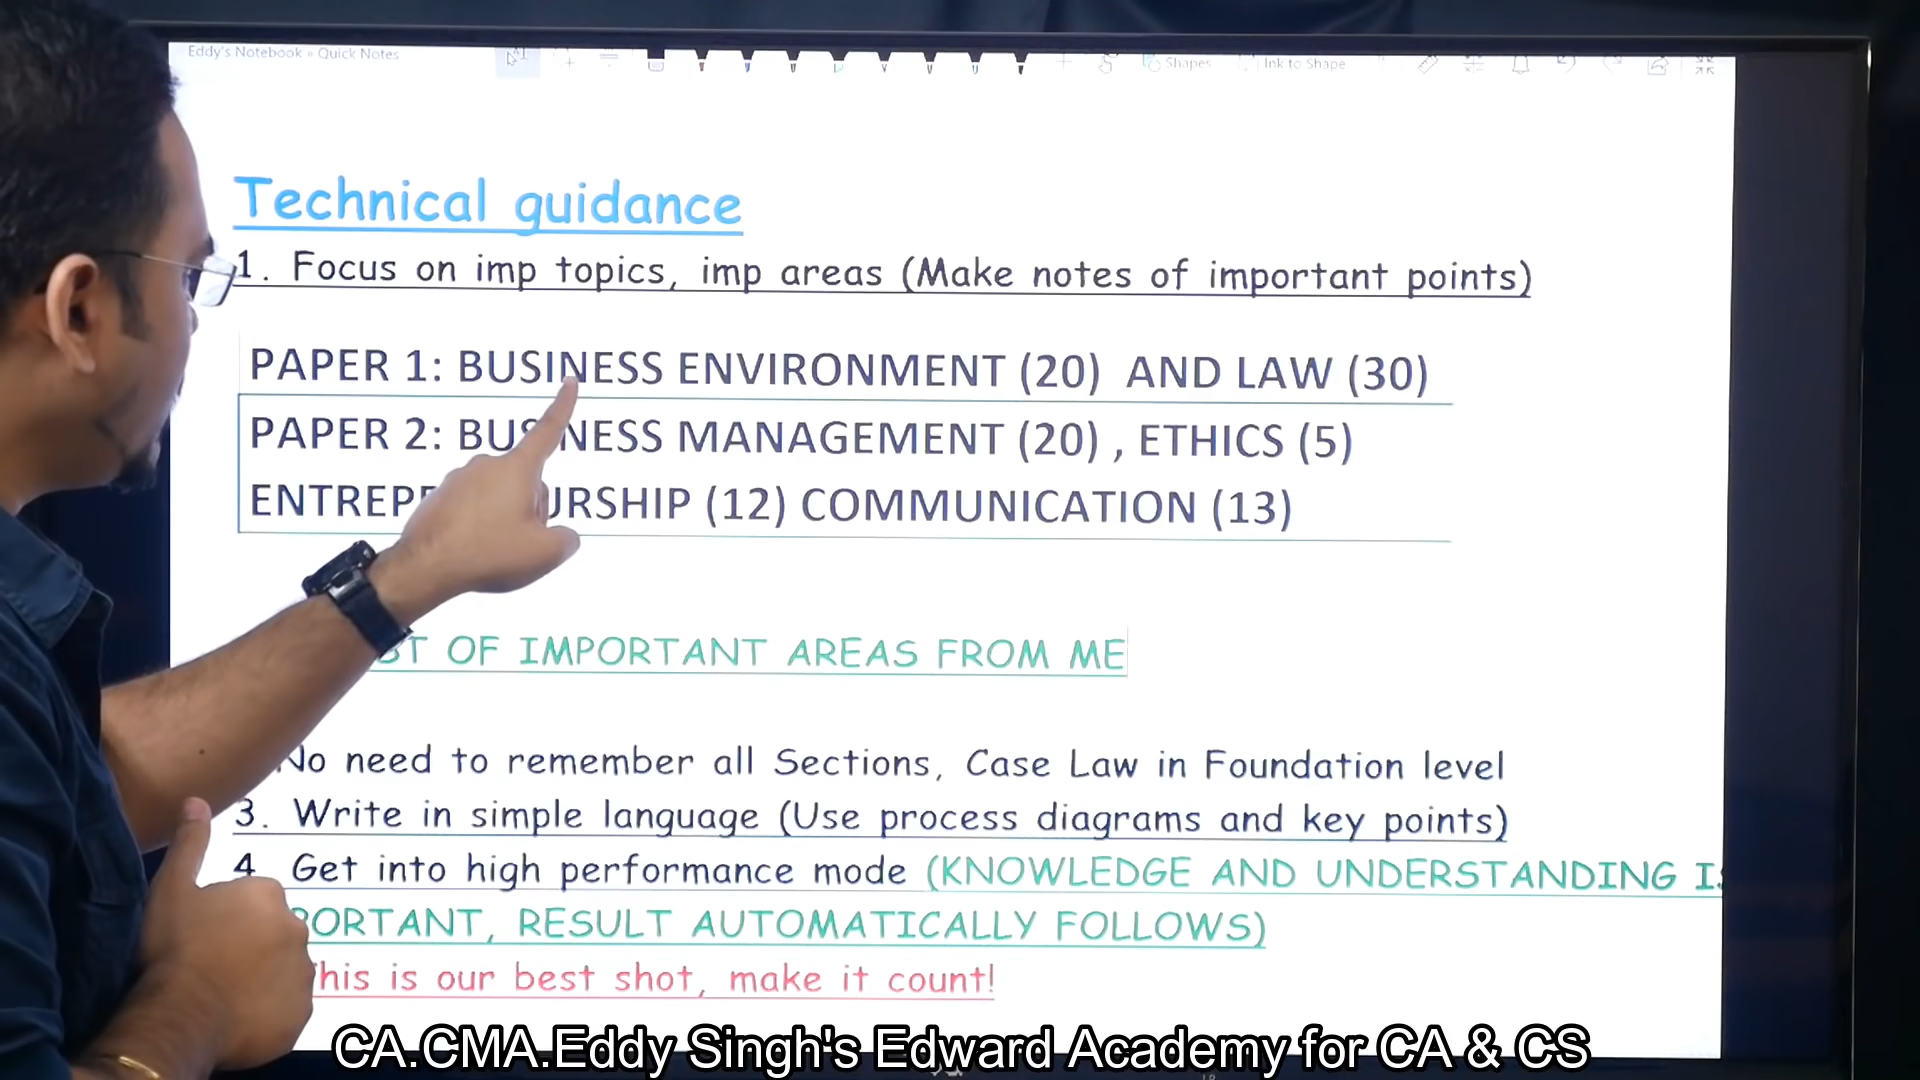 Eddy's Notebook » Quick Notes
Shapes
Ink to Shape
Technical guidance
1. Focus on imp topics, imp areas (Make notes of important points)
PAPER 1: BUSINESS ENVIRONMENT (20) AND LAW (30)
PAPER 2: BUSINESS MANAGEMENT (20) , ETHICS (5)
URSHIP (12) COMMUNICATION (13)
OF IMPORTANT AREAS FROM ME
No need to remember all Sections, Case Law in Foundation level
3. Write in simple language (Use process diagrams and key points)
4. Get into high performance mode (KNOWLEDGE AND UNDERSTANDING
PORTANT, RESULT AUTOMATICALLY FOLLOWS)
This is our best shot, make it count!
CA.CMA.Eddy Singh's Edward Academy for CA & CS